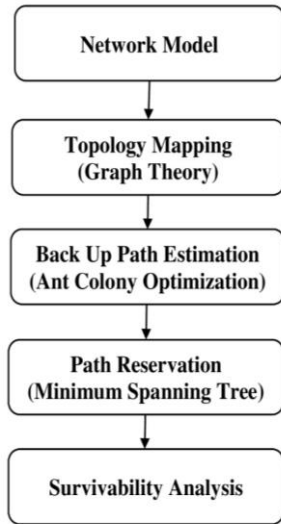 Network Model
Topology Mapping
(Graph Theory)
Back Up Path Estimation
(Ant Colony Optimization)
Path Reservation
(Minimum Spanning Tree)
Survivability Analysis